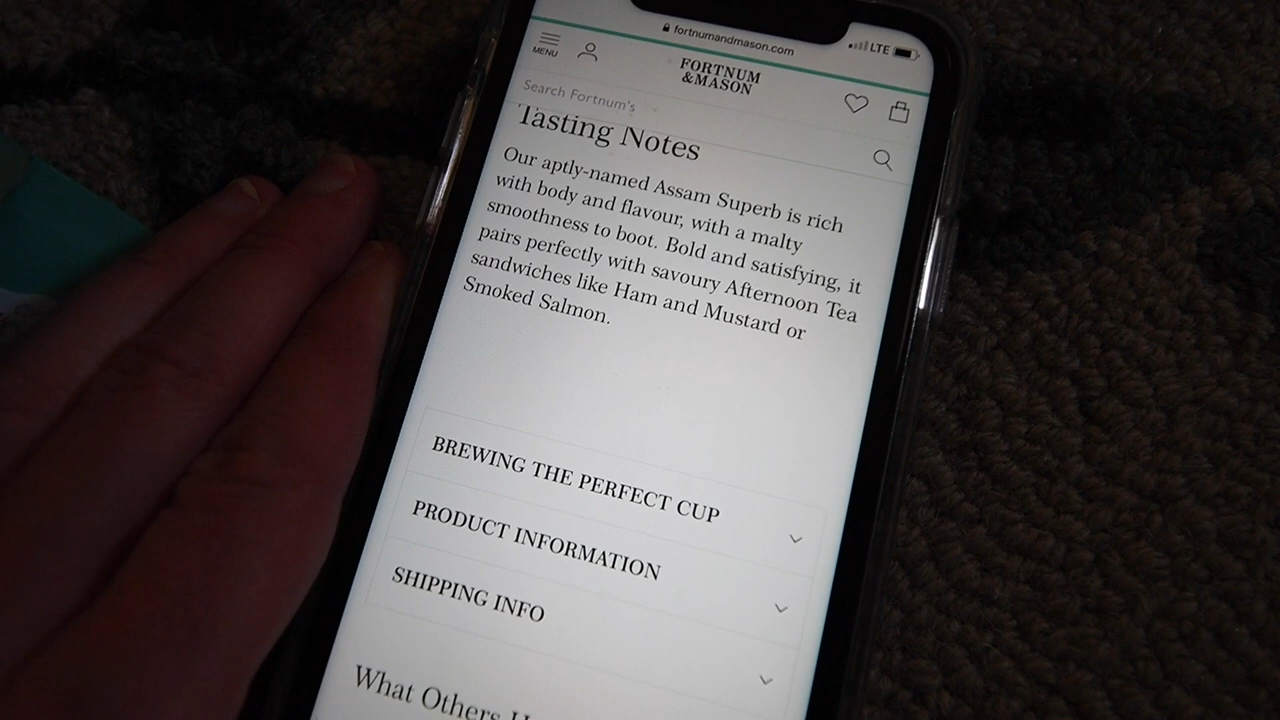 fortnumandmason.com
LTE
MENU
FORTNUM
&MASON
Search Fortnum's
Tasting Notes
Our aptly-named Assam Superb is rich
with body and flavour, with a malty
smoothness to boot. Bold and satisfying, it
pairs perfectly with savoury Afternoon Tea
sandwiches like Ham and Mustard or
Smoked Salmon.
BREWING THE PERFECT CUP
PRODUCT INFORMATION
SHIPPING INFO
What Others